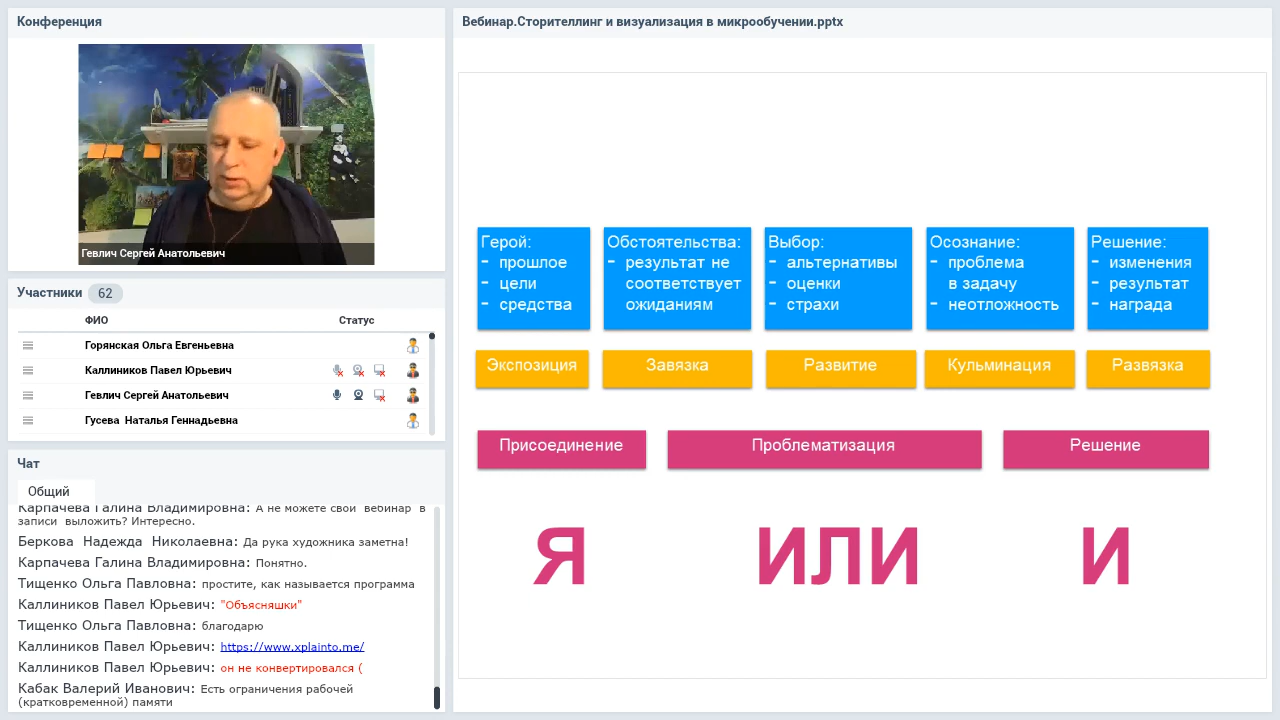 Конференция
Гевлич Сергей Анатольевич
Участники 62
ФИО Статус
Горянская Ольга Евгеньевна
Каллиников Павел Юрьевич
Гевлич Сергей Анатольевич
Гусева Наталья Геннадьевна
Чат
Общий
Карпачева Галина Владимировна: А не можете свой вебинар в
записи выложить? Интересно.
Беркова Надежда Николаевна: Да рука художника заметна!
Карпачева Галина Владимировна: Понятно.
Тищенко Ольга Павловна: простите, как называется программа
Каллиников Павел Юрьевич: "Объясняшки"
Тищенко Ольга Павловна: благодарю
Каллиников Павел Юрьевич: https://www.xplainto.me/
Каллиников Павел Юрьевич: он не конвертировался (
Кабак Валерий Иванович: Есть ограничения рабочей
(кратковременной) памяти
Вебинар.Сторителлинг и визуализация в микрообучении.pptx
Герой:
- прошлое
- цели
- средства
Обстоятельства:
- результат не
соответствует
ожиданиям
Выбор:
- альтернативы
- оценки
- страхи
Осознание:
- проблема
в задачу
- неотложность
Решение:
- изменения
- результат
- награда
Экспозиция
Завязка
Развитие
Кульминация
Развязка
Присоединение
Проблематизация
Решение
Я
ИЛИ
И